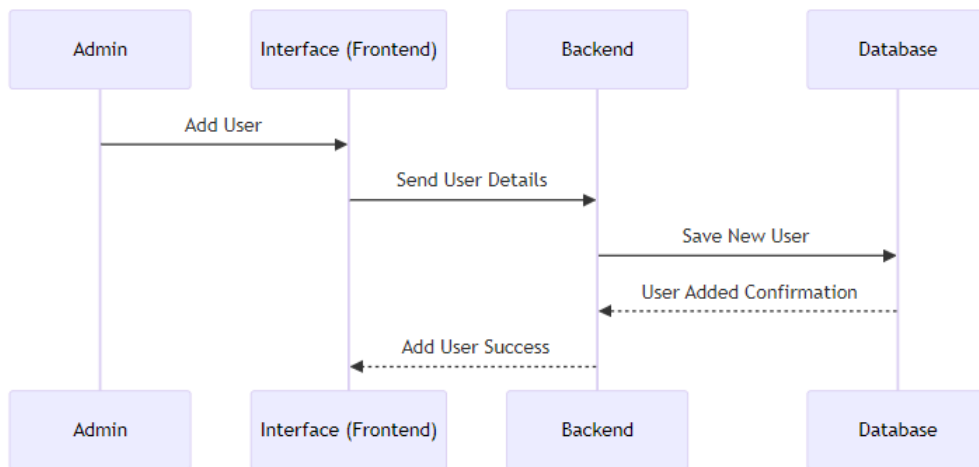 Admin
Interface (Frontend)
Backend
Database
Add User
Send User Details
Save New User
User Added Confirmation
Add User Success
Admin
Interface (Frontend)
Backend
Database